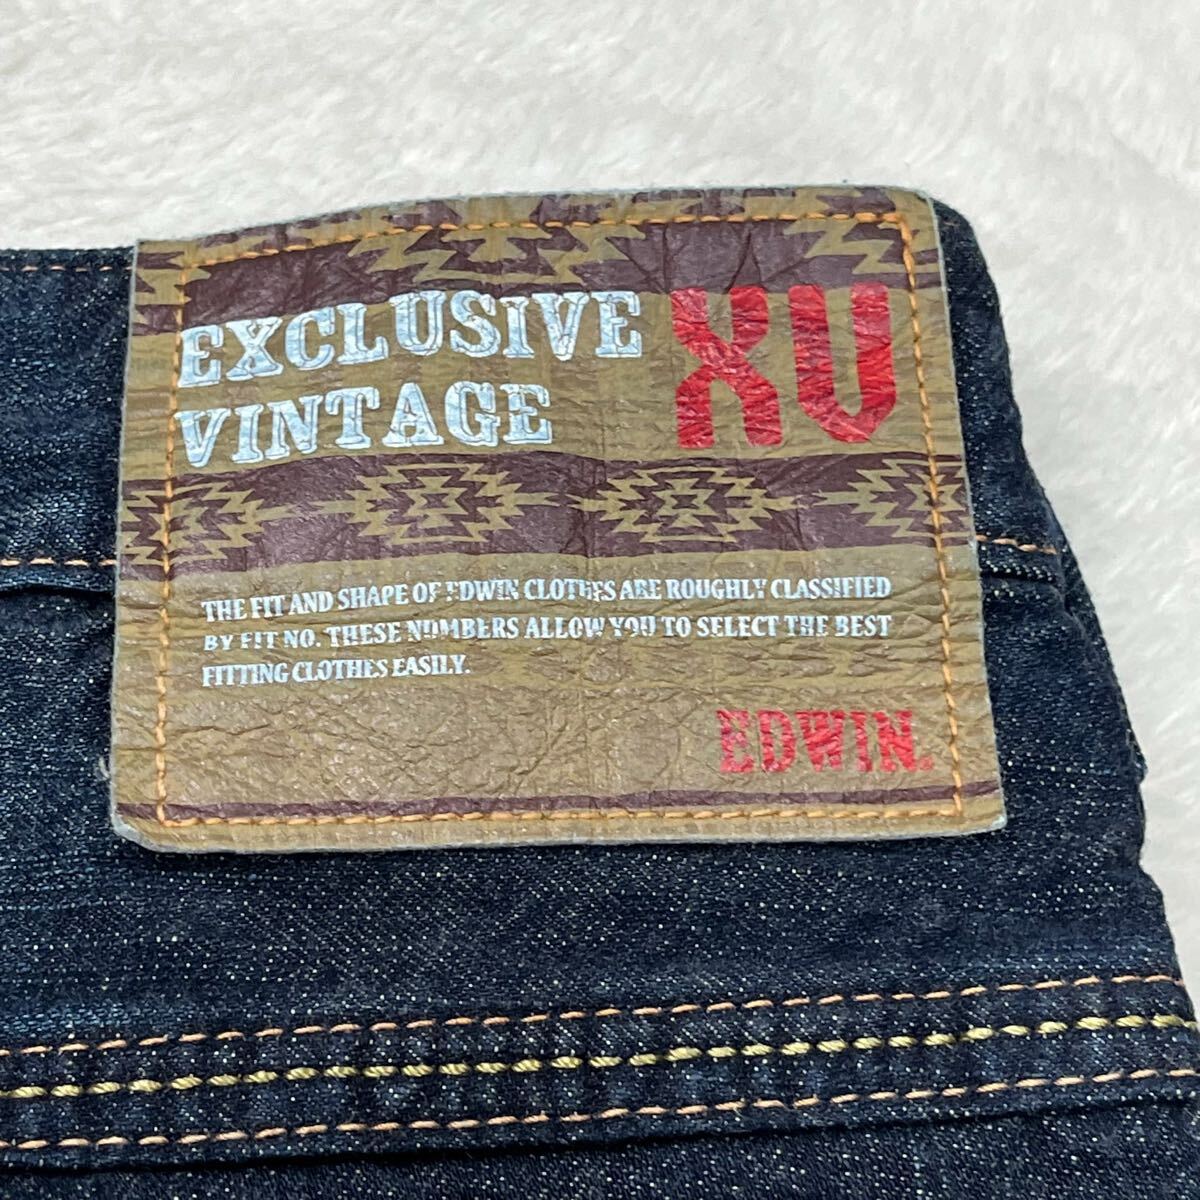 EXCLUSIVE XV
VINTAGE
THE FIT AND SHAPE OF EDWIN CLOTHES ARE ROUGHLY CLASSIFIED
BY FIT NO. THESE NUMBERS ALLOW YOU TO SELECT THE BEST
FITTING CLOTHES EASILY.
EDWIN.